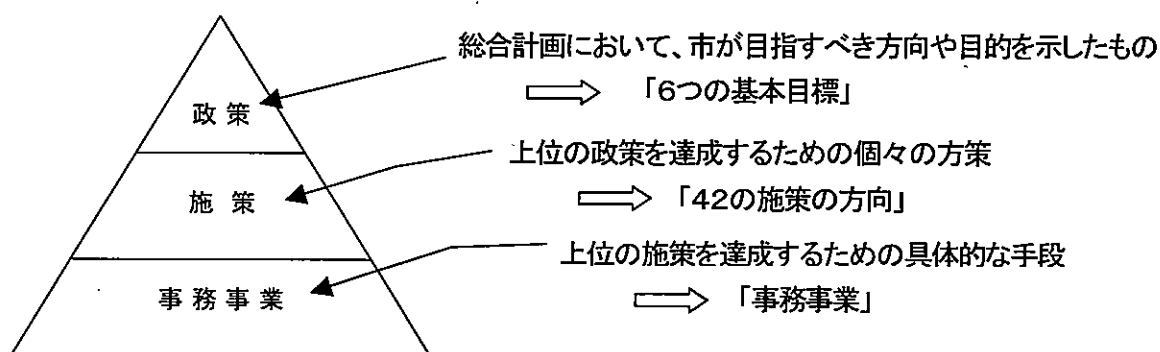 総合計画において、市が目指すべき方向や目的を示したもの
⇨ 「6つの基本目標」
政策
上位の政策を達成するための個々の方策
⇨ 「42の施策の方向」
施策
上位の施策を達成するための具体的な手段
⇨ 「事務事業」
事務事業